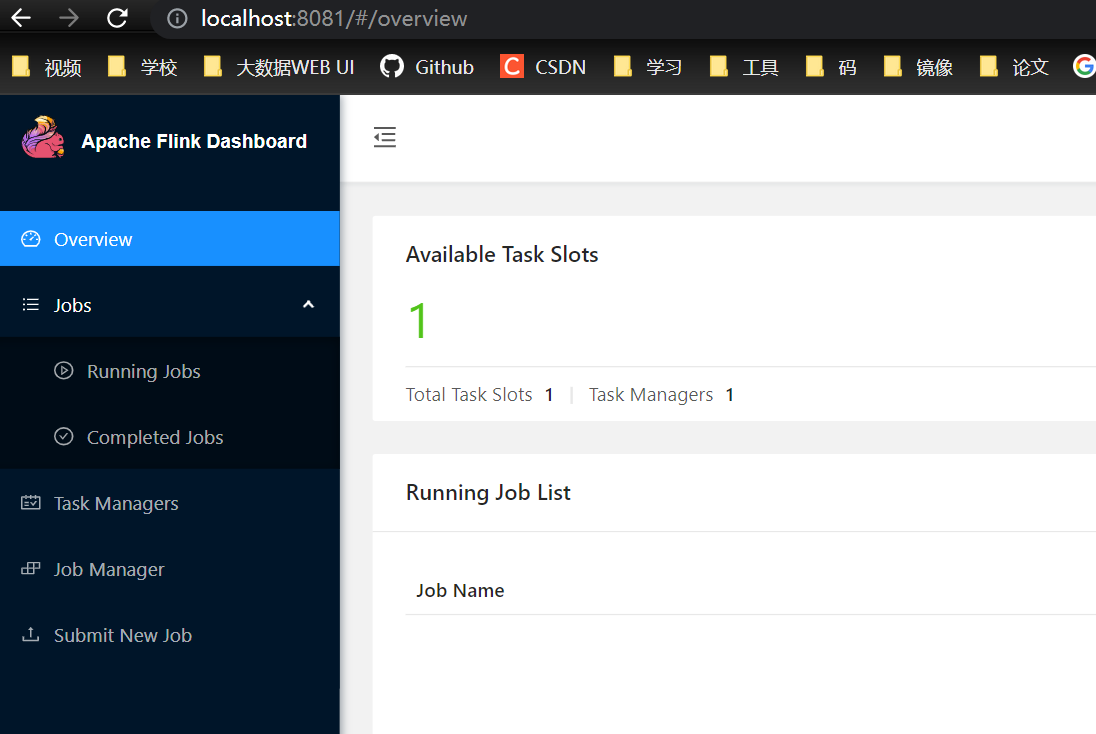 localhost:8081/#/overview
视频 学校 大数据WEB UI Github C CSDN 学习 工具 码 镜像 论文 G
Apache Flink Dashboard
Overview
Available Task Slots
Jobs
1
Running Jobs
Total Task Slots 1 Task Managers 1
Completed Jobs
Running Job List
Task Managers
Job Manager
Job Name
Submit New Job